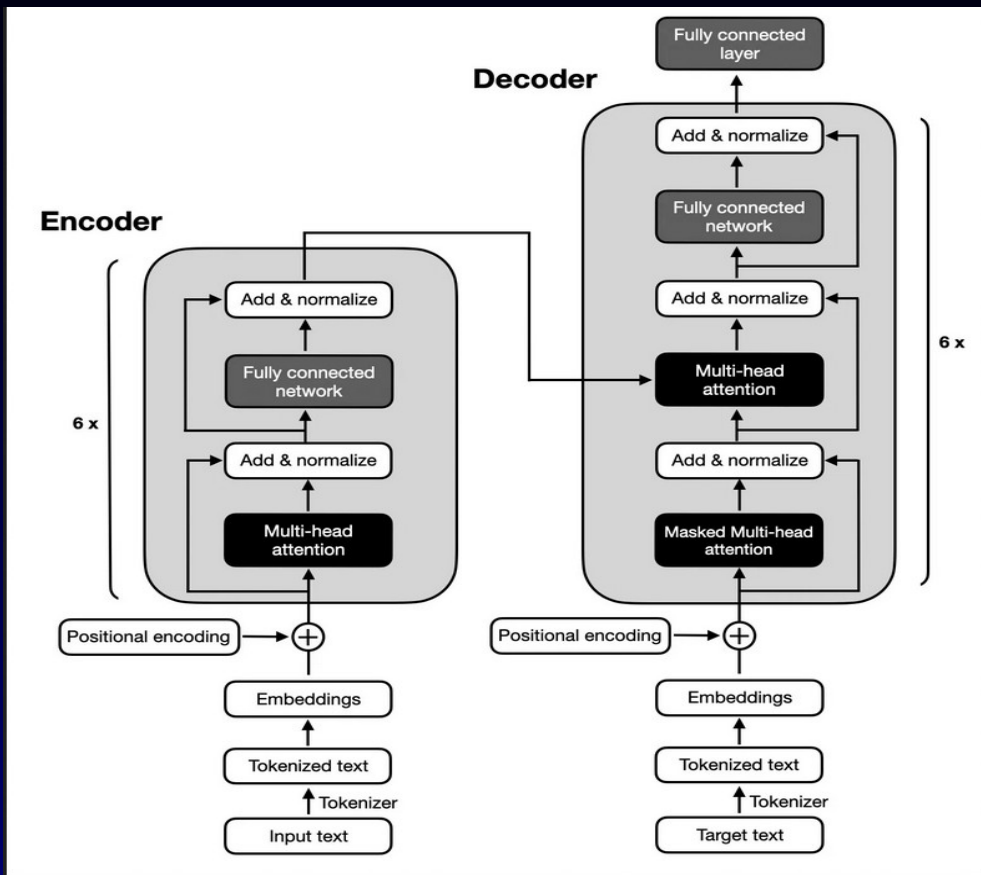 Encoder
Add & normalize
Fully connected
network
6 x
Add & normalize
Multi-head
attention
Positional encoding
+
Embeddings
Tokenized text
Tokenizer
Input text
Decoder
Fully connected
layer
Add & normalize
Fully connected
network
Add & normalize
6 x
Multi-head
attention
Add & normalize
Masked Multi-head
attention
Positional encoding
+
Embeddings
Tokenized text
Tokenizer
Target text